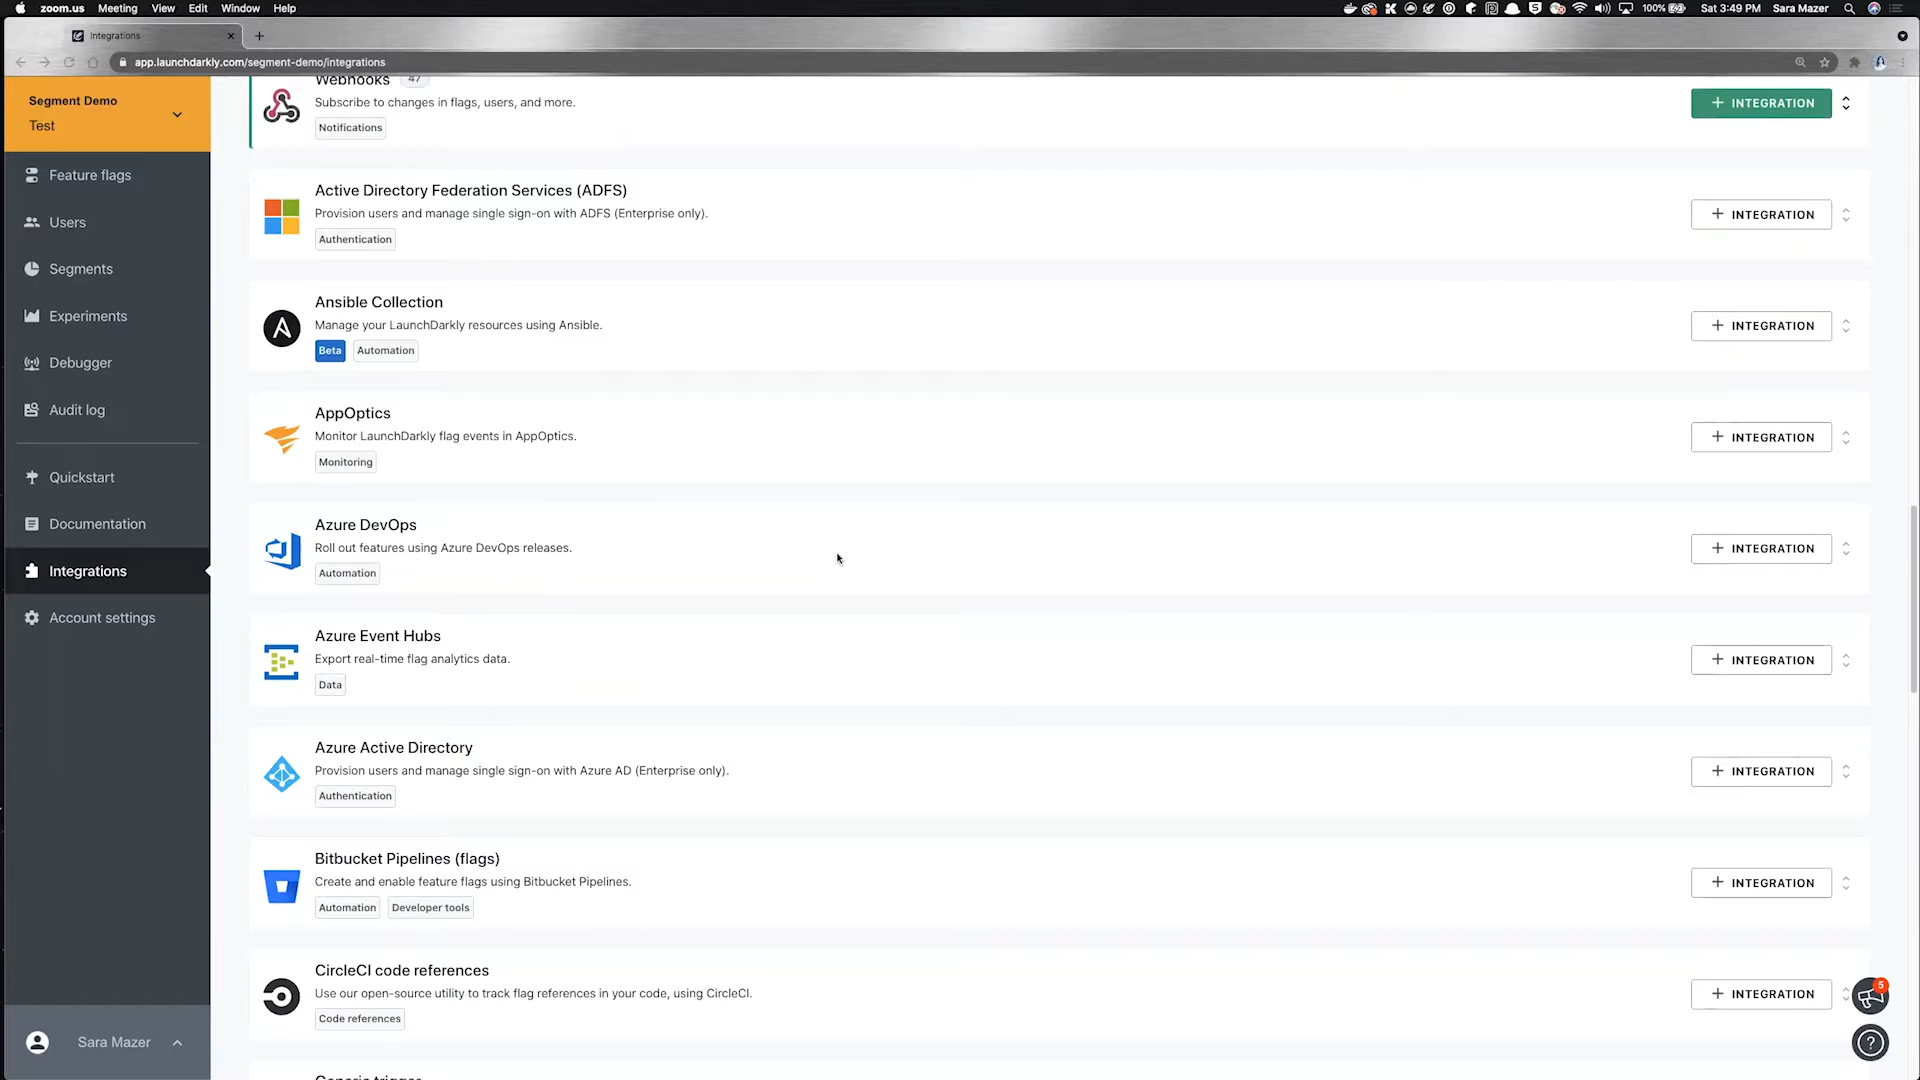 zoom.us Meeting View Edit Window Help
100% Sat 3:49 PM Sara Mazer
Integrations
app.launchdarkly.com/segment-demo/integrations
Segment Demo
Test
Feature flags
Users
Segments
Experiments
Debugger
Audit log
Quickstart
Documentation
Integrations
Account settings
Sara Mazer
Webhooks 47
Subscribe to changes in flags, users, and more.
Notifications
+ INTEGRATION
Active Directory Federation Services (ADFS)
Provision users and manage single sign-on with ADFS (Enterprise only).
Authentication
+ INTEGRATION
Ansible Collection
Manage your LaunchDarkly resources using Ansible.
Beta Automation
+ INTEGRATION
AppOptics
Monitor LaunchDarkly flag events in AppOptics.
Monitoring
+ INTEGRATION
Azure DevOps
Roll out features using Azure DevOps releases.
Automation
+ INTEGRATION
Azure Event Hubs
Export real-time flag analytics data.
Data
+ INTEGRATION
Azure Active Directory
Provision users and manage single sign-on with Azure AD (Enterprise only).
Authentication
+ INTEGRATION
Bitbucket Pipelines (flags)
Create and enable feature flags using Bitbucket Pipelines.
Automation Developer tools
+ INTEGRATION
CircleCI code references
Use our open-source utility to track flag references in your code, using CircleCI.
Code references
+ INTEGRATION
5
?
Generic trigger